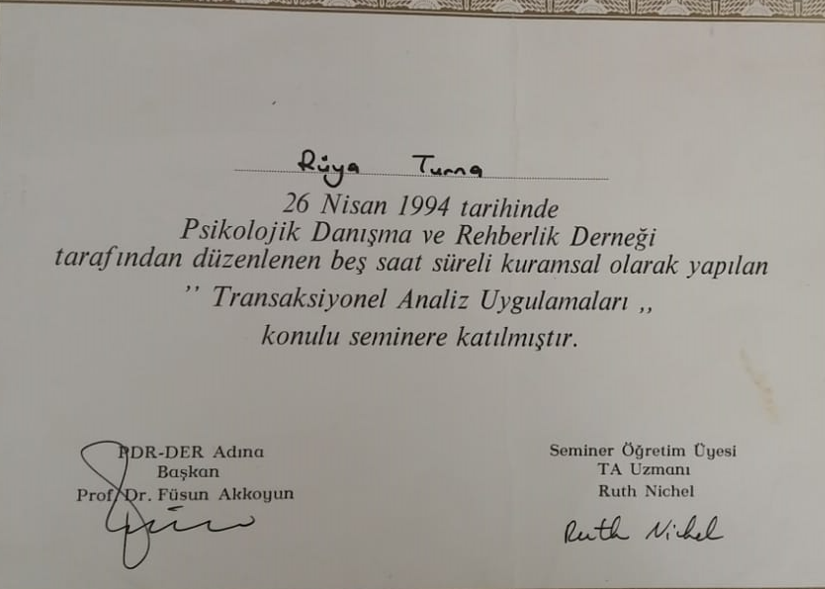 Rüya Turna
26 Nisan 1994 tarihinde
Psikolojik Danışma ve Rehberlik Derneği
tarafından düzenlenen beş saat süreli kuramsal olarak yapılan
'' Transaksiyonel Analiz Uygulamaları ,,
konulu seminere katılmıştır.
PDR-DER Adına
Başkan
Prof. Dr. Füsun Akkoyun
Seminer Öğretim Üyesi
TA Uzmanı
Ruth Nichel
Ruth Nichel